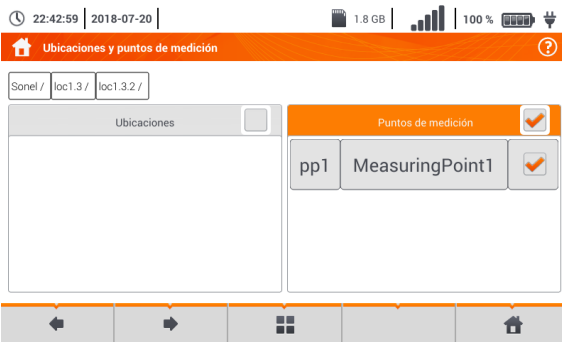 22:42:59 2018-07-20 1.8 GB 100 %
Ubicaciones y puntos de medición ?
Sonel / loc1.3 / loc1.3.2 /
Ubicaciones Puntos de medición
pp1 MeasuringPoint1